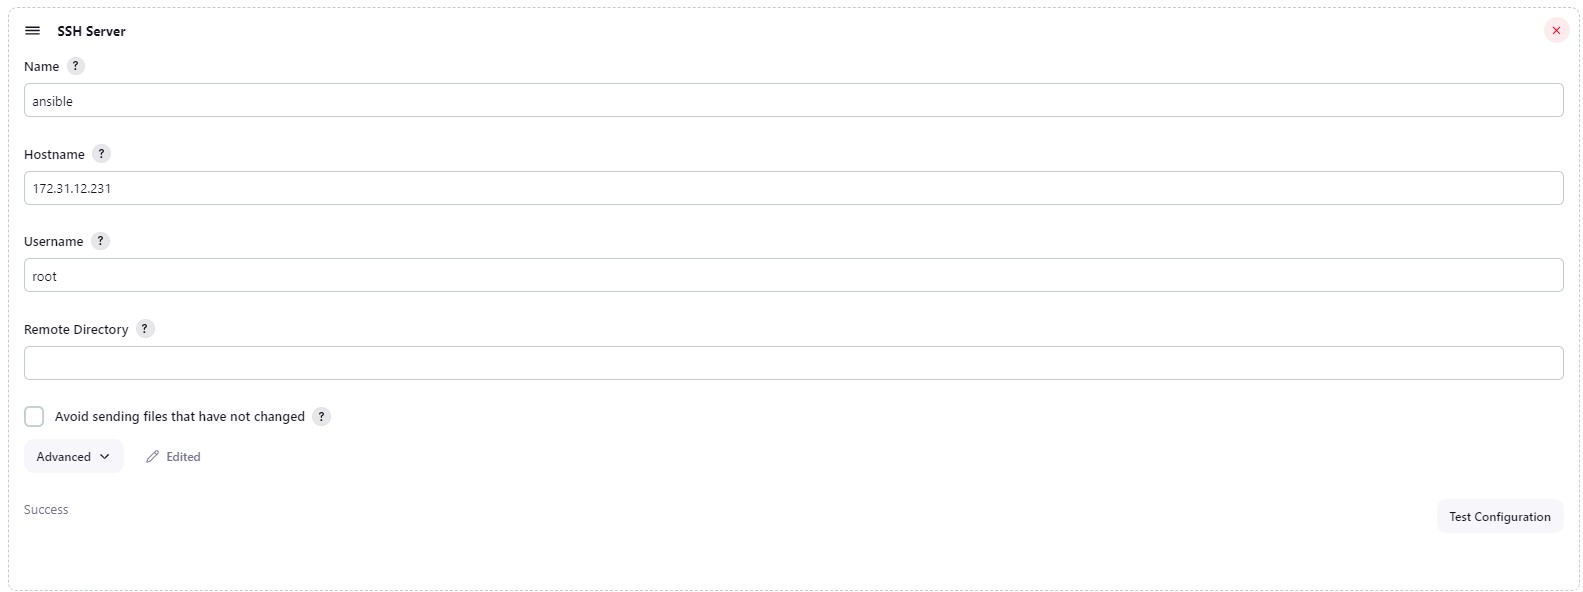 SSH Server
Name ?
ansible
Hostname ?
172.31.12.231
Username ?
root
Remote Directory ?
Avoid sending files that have not changed ?
Advanced Edited
Success
Test Configuration